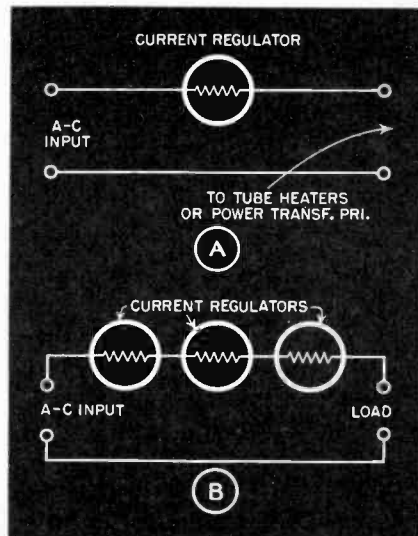 CURRENT REGULATOR
A-C
INPUT
TO TUBE HEATERS
OR POWER TRANSF. PRI.
A
CURRENT REGULATORS
A-C INPUT
LOAD
B